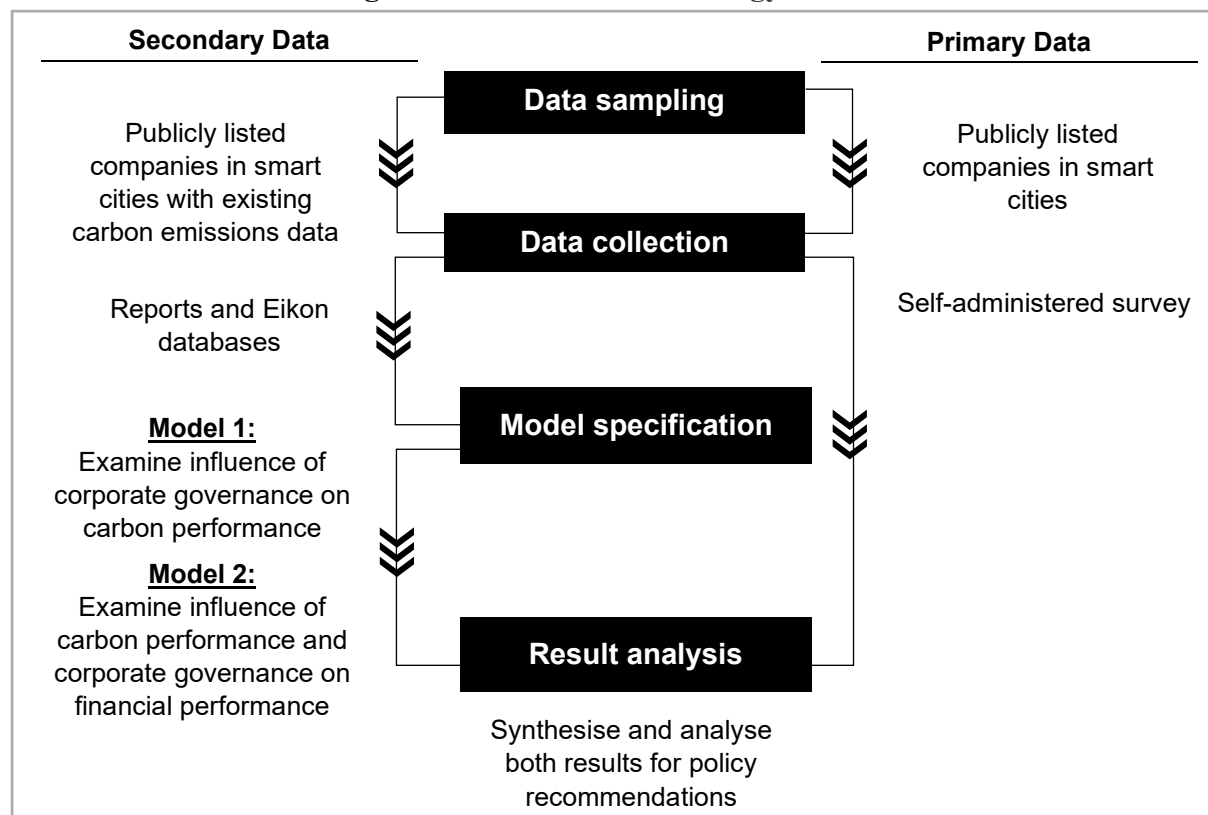 Secondary Data
Primary Data
Data sampling
Publicly listed
companies in smart
cities with existing
carbon emissions data
Publicly listed
companies in smart
cities
Data collection
Reports and Eikon
databases
Self-administered survey
Model specification
Model 1:
Examine influence of
corporate governance on
carbon performance
Model 2:
Examine influence of
carbon performance and
corporate governance on
financial performance
Result analysis
Synthesise and analyse
both results for policy
recommendations